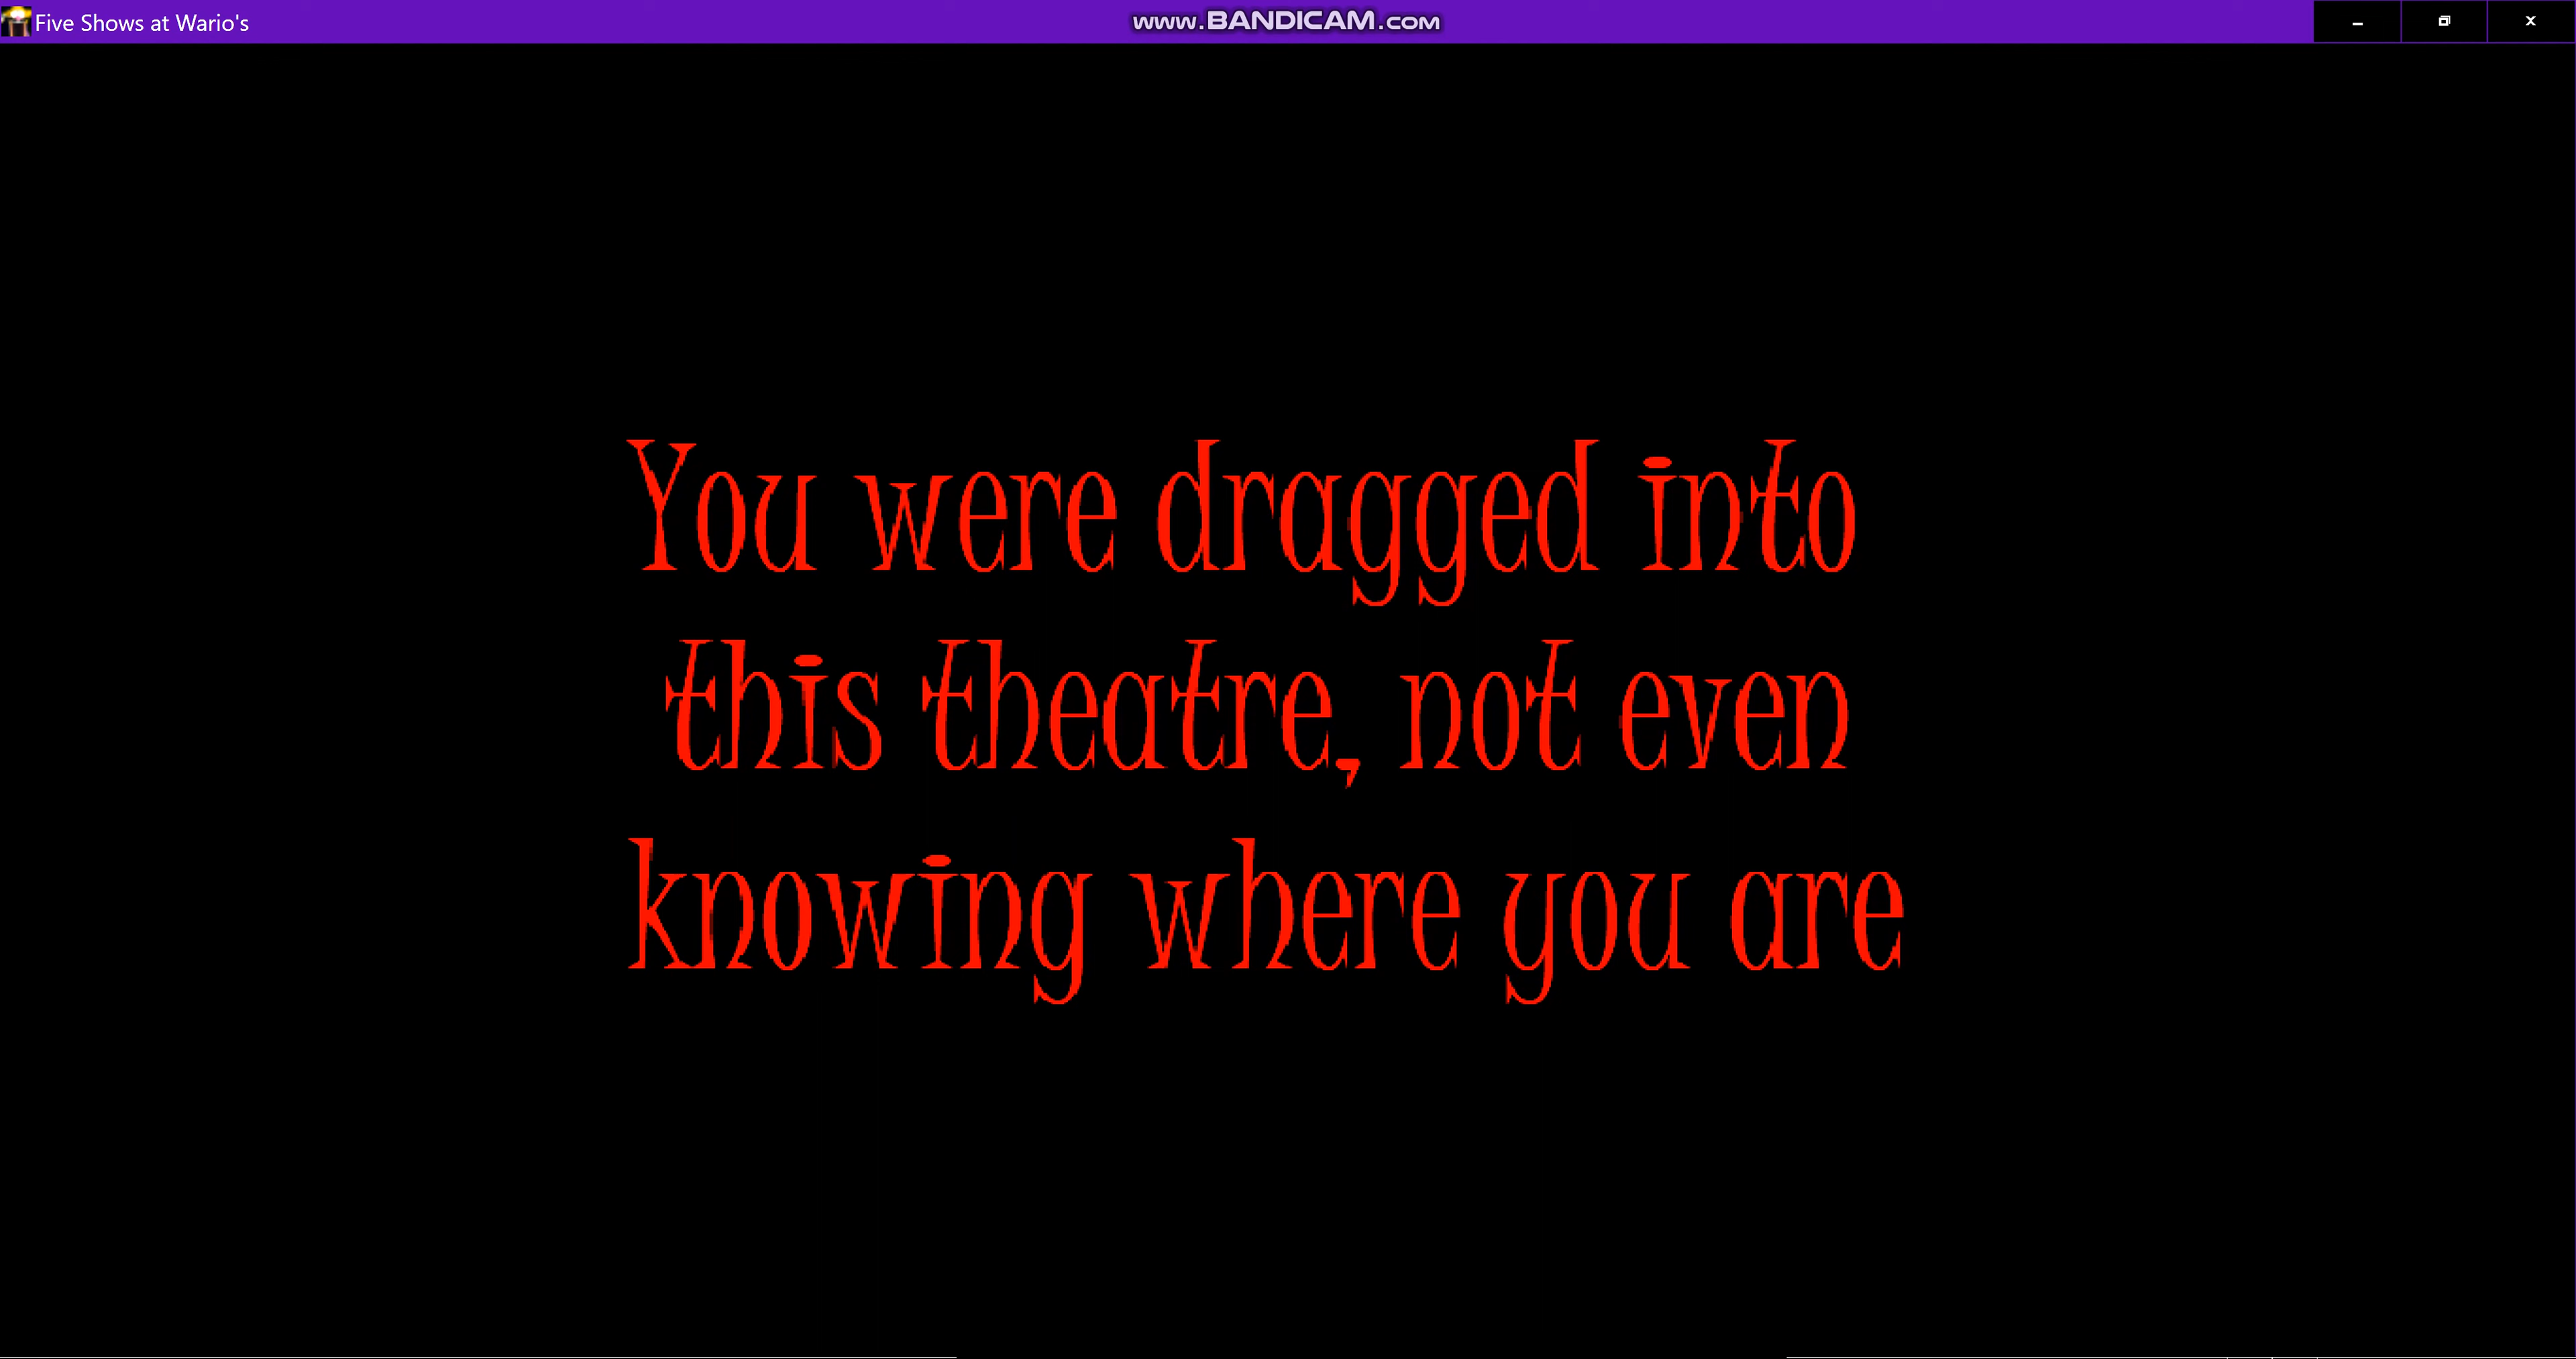 Five Shows at Wario's
www.BANDICAM.com
You were dragged into
this theatre, not even
knowing where you are